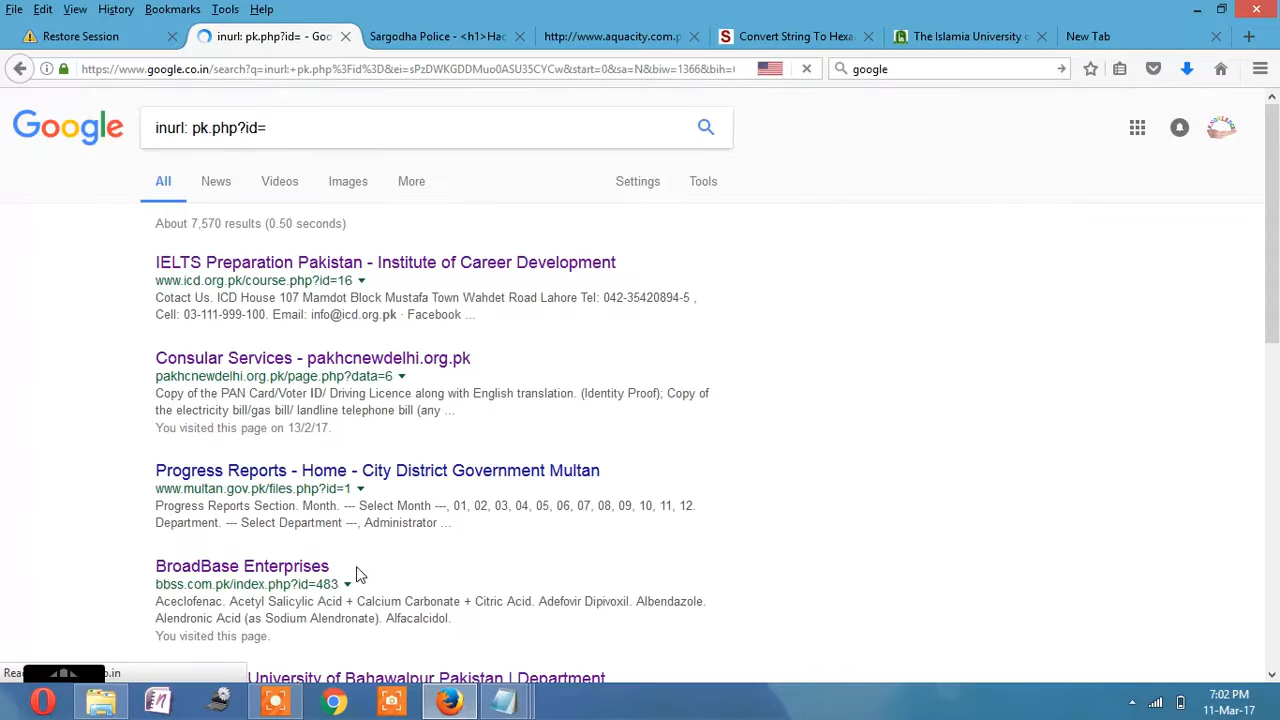 File Edit View History Bookmarks Tools Help
Restore Session
inurl: pk.php?id= - Goo
Sargodha Police - <h1>Hac
http://www.aquacity.com.p
Convert String To Hexa
The Islamia University o
New Tab
https://www.google.co.in/search?q=inurl:+pk.php%3Fid%3D&ei=sPzDWKGDDMuo0ASU35CYCw&start=0&sa=N&biw=1366&bih=
google
Google
inurl: pk.php?id=
All News Videos Images More Settings Tools
About 7,570 results (0.50 seconds)
IELTS Preparation Pakistan - Institute of Career Development
www.icd.org.pk/course.php?id=16
Cotact Us. ICD House 107 Mamdot Block Mustafa Town Wahdet Road Lahore Tel: 042-35420894-5 ,
Cell: 03-111-999-100. Email: info@icd.org.pk · Facebook ...
Consular Services - pakhcnewdelhi.org.pk
pakhcnewdelhi.org.pk/page.php?data=6
Copy of the PAN Card/Voter ID/ Driving Licence along with English translation. (Identity Proof); Copy of
the electricity bill/gas bill/ landline telephone bill (any ...
You visited this page on 13/2/17.
Progress Reports - Home - City District Government Multan
www.multan.gov.pk/files.php?id=1
Progress Reports Section. Month. --- Select Month ---, 01, 02, 03, 04, 05, 06, 07, 08, 09, 10, 11, 12.
Department. --- Select Department ---, Administrator ...
BroadBase Enterprises
bbss.com.pk/index.php?id=483
Aceclofenac. Acetyl Salicylic Acid + Calcium Carbonate + Citric Acid. Adefovir Dipivoxil. Albendazole.
Alendronic Acid (as Sodium Alendronate). Alfacalcidol.
You visited this page.
University of Bahawalpur Pakistan | Department
Rea
o.in
7:02 PM
11-Mar-17